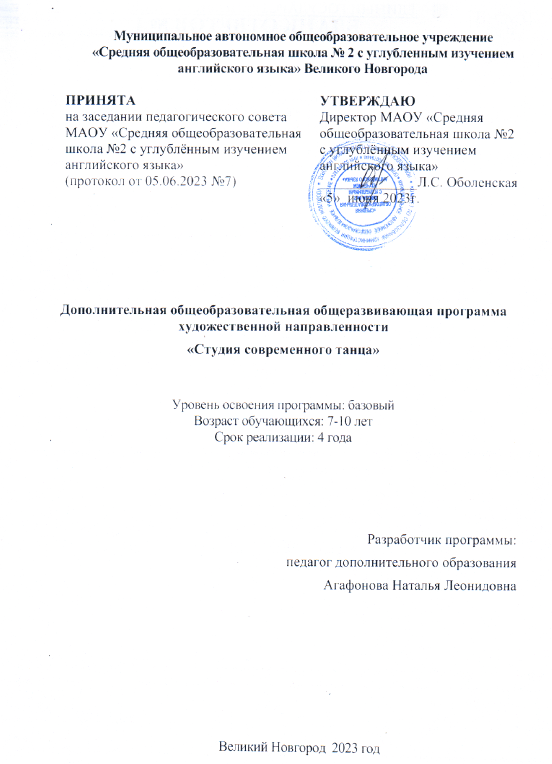 Муниципальное автономное общеобразовательное учреждение
«Средняя общеобразовательная школа № 2 с углубленным изучением
английского языка» Великого Новгорода
ПРИНЯТА
на заседании педагогического совета
МАОУ «Средняя общеобразовательная
школа №2 с углублённым изучением
английского языка»
(протокол от 05.06.2023 №7)
УТВЕРЖДАЮ
Директор МАОУ «Средняя
общеобразовательная школа №2
с углублённым изучением
английского языка»
Л.С. Оболенская
«5» июня 2023г.
Дополнительная общеобразовательная общеразвивающая программа
художественной направленности
«Студия современного танца»
Уровень освоения программы: базовый
Возраст обучающихся: 7-10 лет
Срок реализации: 4 года
Разработчик программы:
педагог дополнительного образования
Агафонова Наталья Леонидовна
Великий Новгород 2023 год